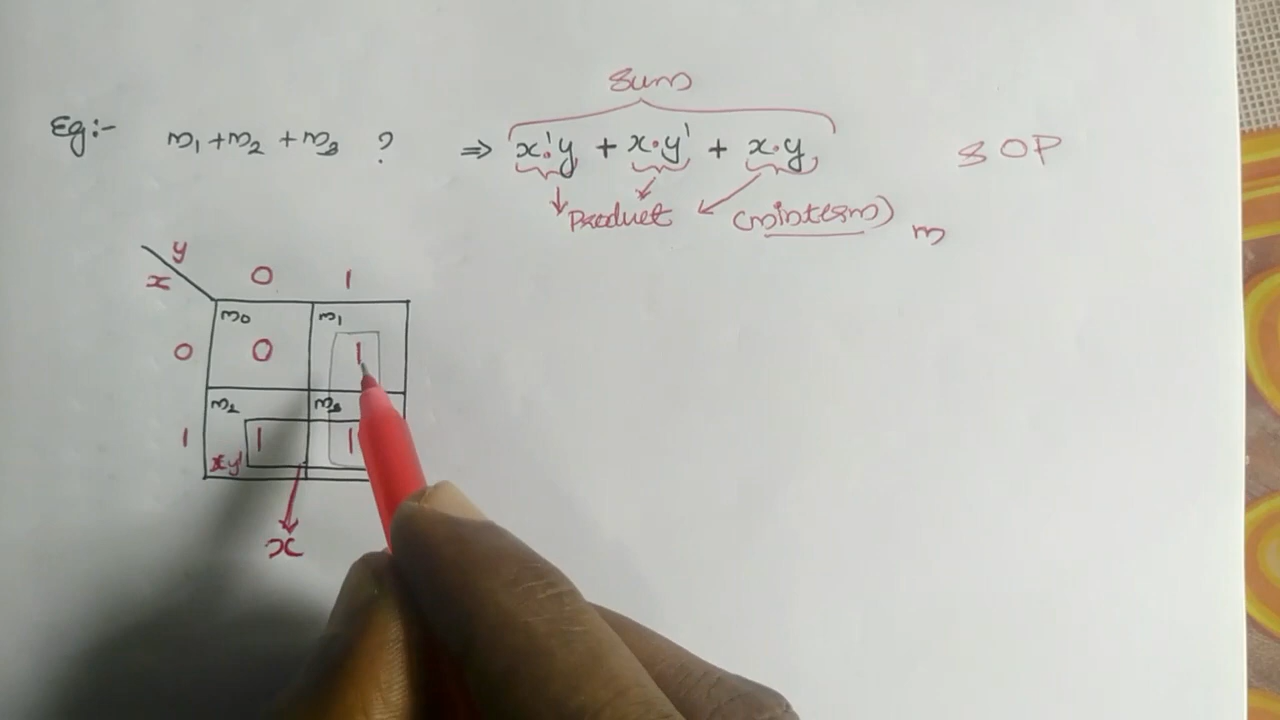 Sum
Eg:- m₁ + m₂ + m₃ ? ⇒ x'.y + x.y' + x.y SOP
Product (minterm) m
y
x 0 1
m₀ m₁
0 0 1
m₂ m₃
1 1 1
xy'
x